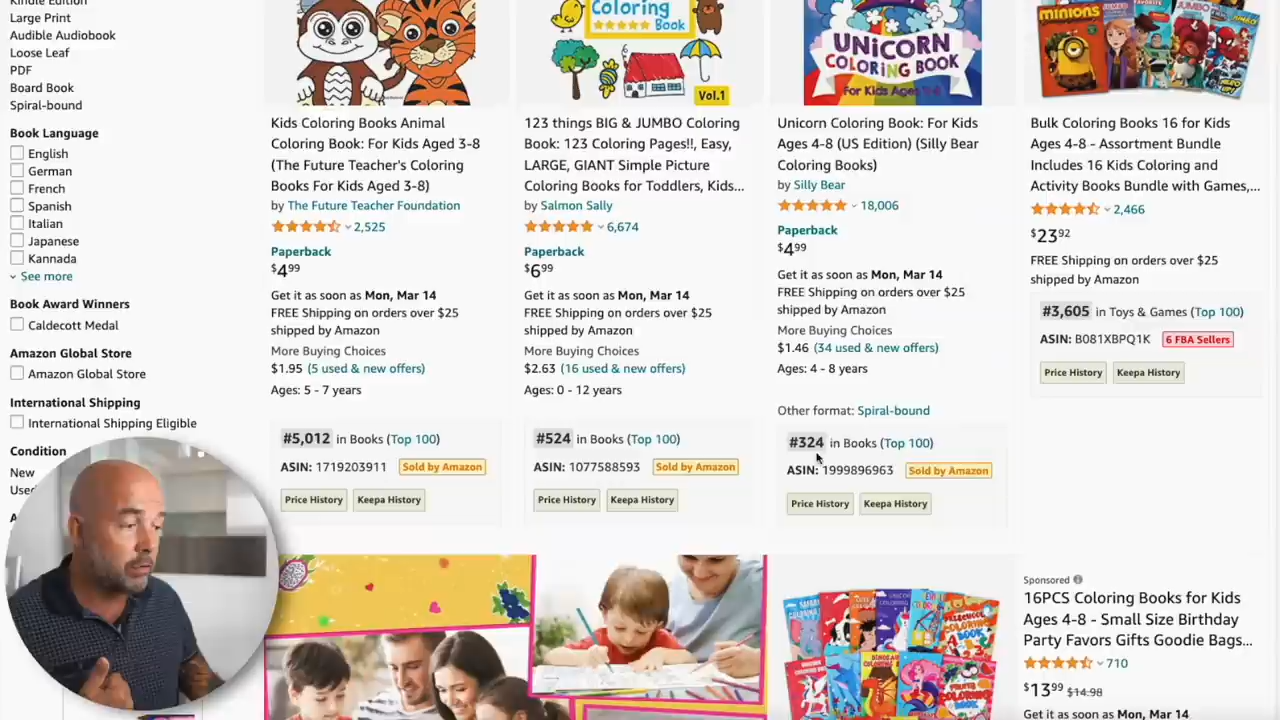 Kindle Edition
Large Print
Audible Audiobook
Loose Leaf
PDF
Board Book
Spiral-bound
Book Language
English
German
French
Spanish
Italian
Japanese
Kannada
See more
Book Award Winners
Caldecott Medal
Amazon Global Store
Amazon Global Store
International Shipping
International Shipping Eligible
Condition
New
Used
Kids Coloring Books Animal
Coloring Book: For Kids Aged 3-8
(The Future Teacher's Coloring
Books For Kids Aged 3-8)
by The Future Teacher Foundation
2,525
Paperback
$4.99
Get it as soon as Mon, Mar 14
FREE Shipping on orders over $25
shipped by Amazon
More Buying Choices
$1.95 (5 used & new offers)
Ages: 5 - 7 years
#5,012 in Books (Top 100)
ASIN: 1719203911 Sold by Amazon
Price History Keepa History
Coloring
Book
Vol.1
123 things BIG & JUMBO Coloring
Book: 123 Coloring Pages!!, Easy,
LARGE, GIANT Simple Picture
Coloring Books for Toddlers, Kids...
by Salmon Sally
6,674
Paperback
$6.99
Get it as soon as Mon, Mar 14
FREE Shipping on orders over $25
shipped by Amazon
More Buying Choices
$2.63 (16 used & new offers)
Ages: 0 - 12 years
#524 in Books (Top 100)
ASIN: 1077588593 Sold by Amazon
Price History Keepa History
UNICORN
COLORING BOOK
For Kids Ages 4-8
Unicorn Coloring Book: For Kids
Ages 4-8 (US Edition) (Silly Bear
Coloring Books)
by Silly Bear
18,006
Paperback
$4.99
Get it as soon as Mon, Mar 14
FREE Shipping on orders over $25
shipped by Amazon
More Buying Choices
$1.46 (34 used & new offers)
Ages: 4 - 8 years
Other format: Spiral-bound
#324 in Books (Top 100)
ASIN: 1999896963 Sold by Amazon
Price History Keepa History
MINIONS
Bulk Coloring Books 16 for Kids
Ages 4-8 - Assortment Bundle
Includes 16 Kids Coloring and
Activity Books Bundle with Games,...
2,466
$23.92
FREE Shipping on orders over $25
shipped by Amazon
#3,605 in Toys & Games (Top 100)
ASIN: B081XBPQ1K 6 FBA Sellers
Price History Keepa History
Sponsored
16PCS Coloring Books for Kids
Ages 4-8 - Small Size Birthday
Party Favors Gifts Goodie Bags...
710
$13.99 $14.98
Get it as soon as Mon, Mar 14